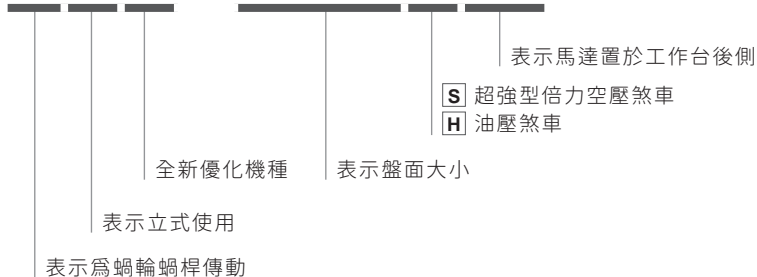 表示馬達置於工作台後側
S 超強型倍力空壓煞車
H 油壓煞車
全新優化機種
表示盤面大小
表示立式使用
表示為蝸輪蝸桿傳動